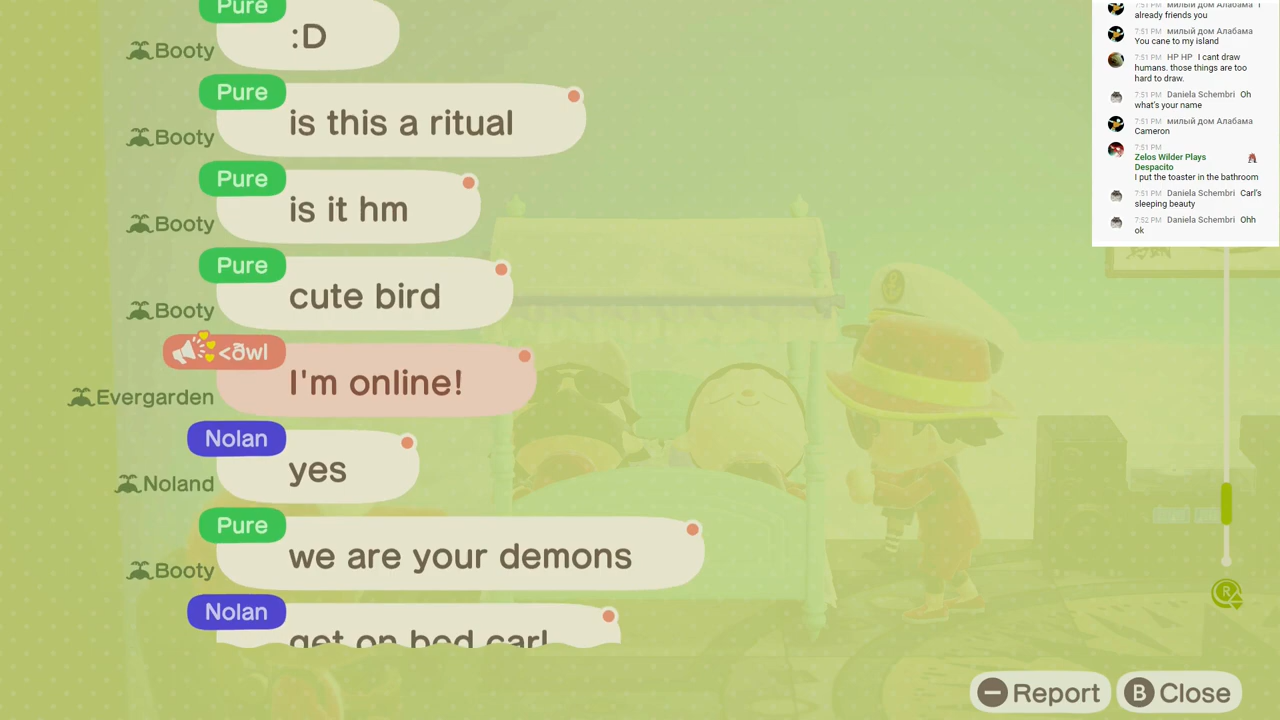 Pure
:D
Booty
Pure
is this a ritual
Booty
Pure
is it hm
Booty
Pure
cute bird
Booty
<ðwl
I'm online!
Evergarden
Nolan
yes
Noland
Pure
we are your demons
Booty
Nolan
get on bed carl
7:51 PM милый дом Алабама I
already friends you
7:51 PM милый дом Алабама
You cane to my island
7:51 PM HP HP I cant draw
humans. those things are too
hard to draw.
7:51 PM Daniela Schembri Oh
what's your name
7:51 PM милый дом Алабама
Cameron
7:51 PM
Zelos Wilder Plays
Despacito
I put the toaster in the bathroom
7:51 PM Daniela Schembri Carl's
sleeping beauty
7:52 PM Daniela Schembri Ohh
ok
R
Report
B Close